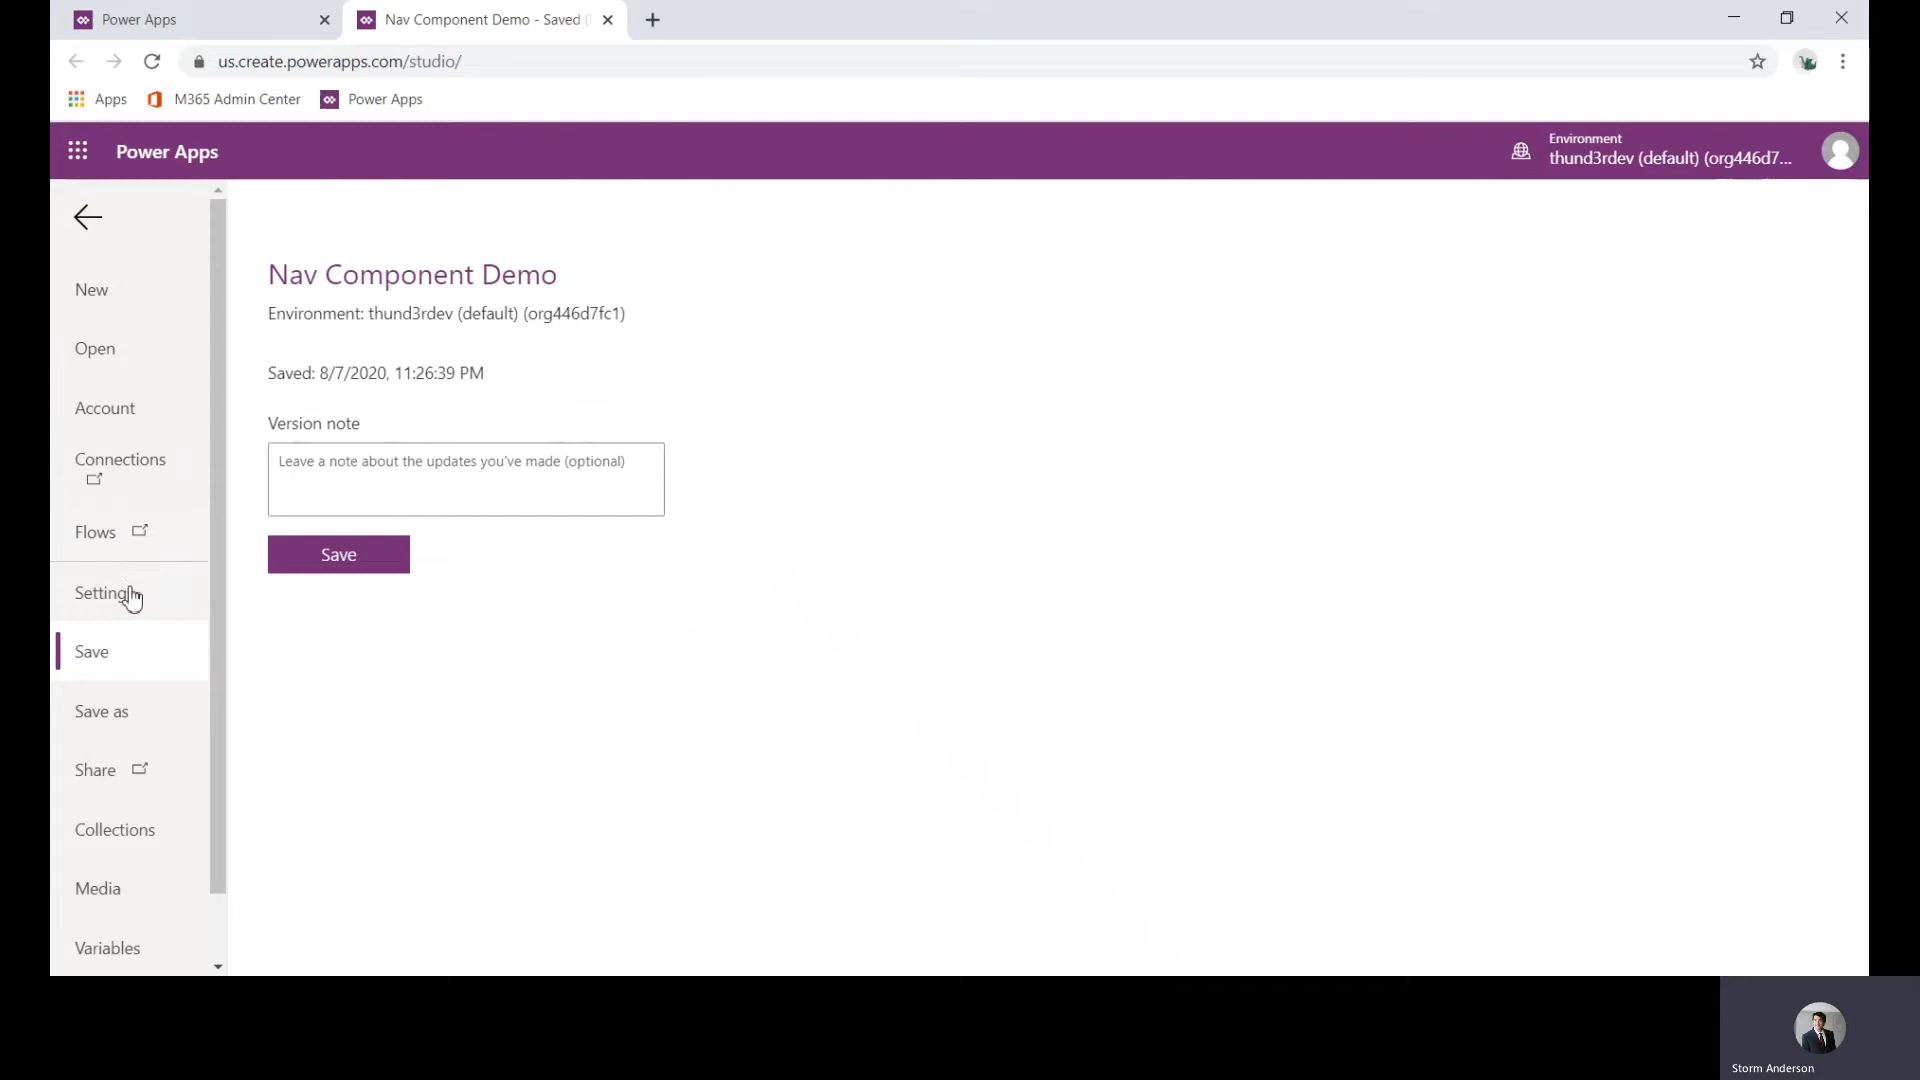 Power Apps
Nav Component Demo - Saved
us.create.powerapps.com/studio/
Apps
M365 Admin Center
Power Apps
Power Apps
Environment
thund3rdev (default) (org446d7...
New
Open
Account
Connections
Flows
Setting
Save
Save as
Share
Collections
Media
Variables
Nav Component Demo
Environment: thund3rdev (default) (org446d7fc1)
Saved: 8/7/2020, 11:26:39 PM
Version note
Leave a note about the updates you've made (optional)
Save
Storm Anderson